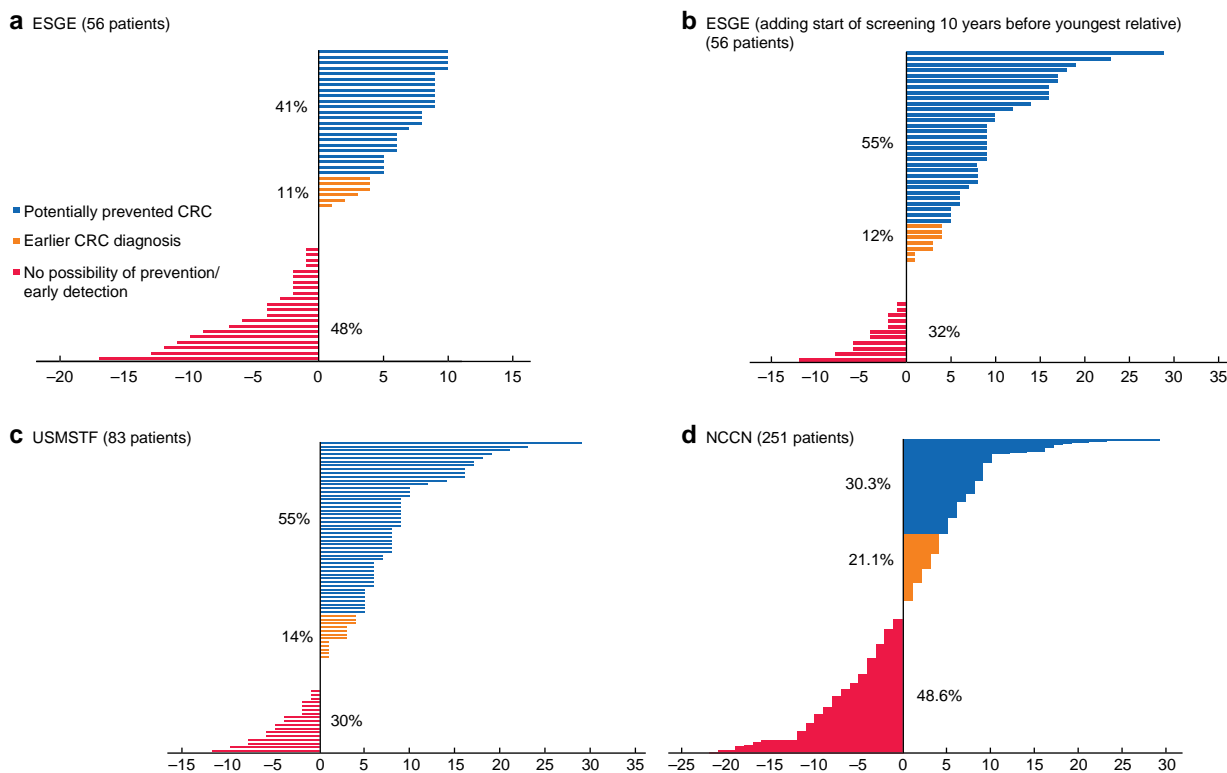 a ESGE (56 patients)
41%
11%
Potentially prevented CRC
Earlier CRC diagnosis
No possibility of prevention/
early detection
48%
–20 –15 –10 –5 0 5 10 15
b ESGE (adding start of screening 10 years before youngest relative)
(56 patients)
55%
12%
32%
–15 –10 –5 0 5 10 15 20 25 30 35
c USMSTF (83 patients)
55%
14%
30%
–15 –10 –5 0 5 10 15 20 25 30 35
d NCCN (251 patients)
30.3%
21.1%
48.6%
–25 –20 –15 –10 –5 0 5 10 15 20 25 30